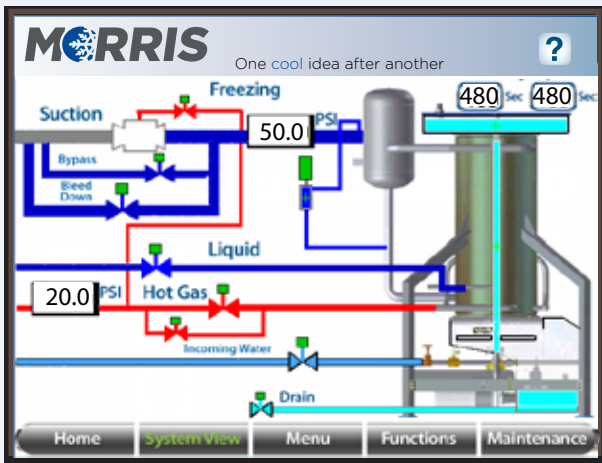 MORRIS
One cool idea after another
?
Freezing
480 Sec 480 Sec
Suction
50.0 PSI
Bypass
Bleed
Down
Liquid
20.0 PSI Hot Gas
Incoming Water
Drain
Home System View Menu Functions Maintenance